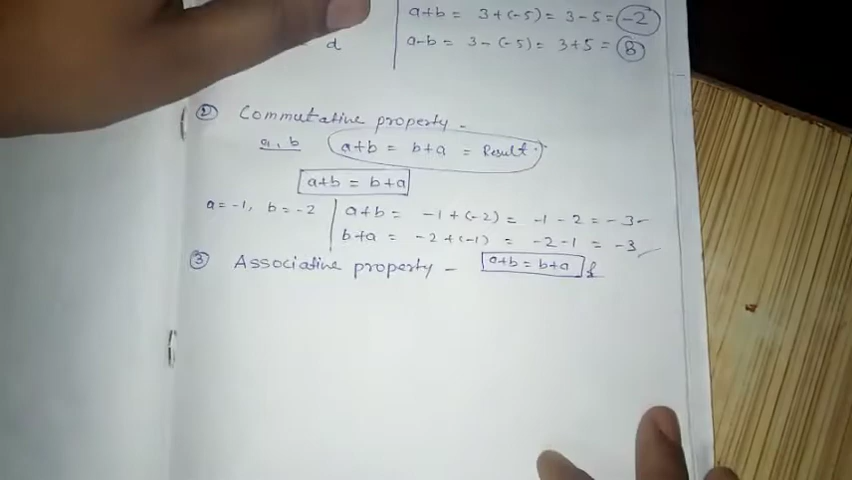 a+b = 3+(-5) = 3-5 = -2
a-b = 3-(-5) = 3+5 = 8
d
② Commutative property -
a, b a+b = b+a = Result.
a+b = b+a
a=-1, b=-2 a+b = -1+(-2) = -1-2 = -3
b+a = -2+(-1) = -2-1 = -3
③ Associative property - a+b = b+a